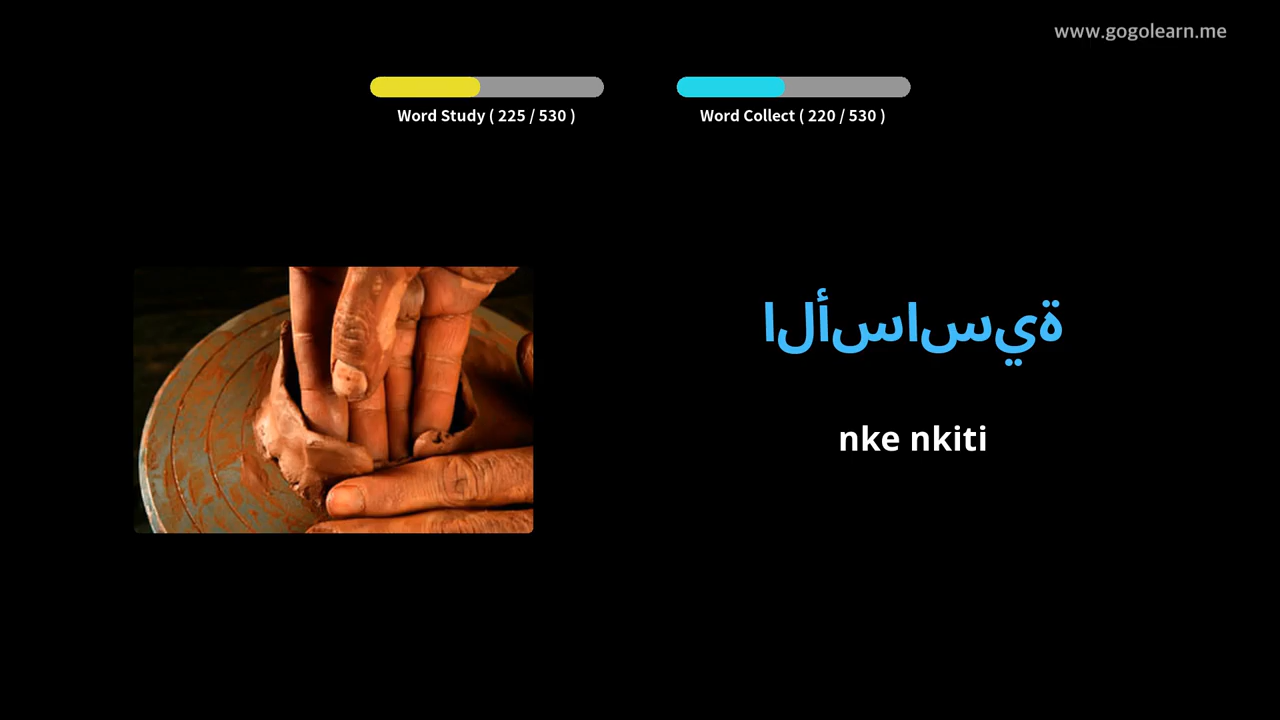 www.gogolearn.me
Word Study ( 225 / 530 )
Word Collect ( 220 / 530 )
الأساسية
nke nkiti